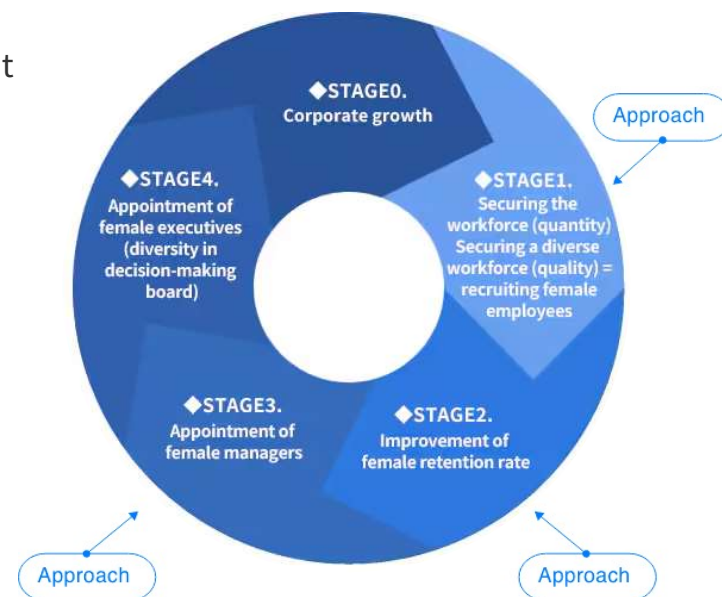 t
◆STAGE0.
Corporate growth
Approach
◆STAGE1.
Securing the
workforce (quantity)
Securing a diverse
workforce (quality) =
recruiting female
employees
◆STAGE2.
Improvement of
female retention rate
Approach
◆STAGE3.
Appointment of
female managers
Approach
◆STAGE4.
Appointment of
female executives
(diversity in
decision-making
board)